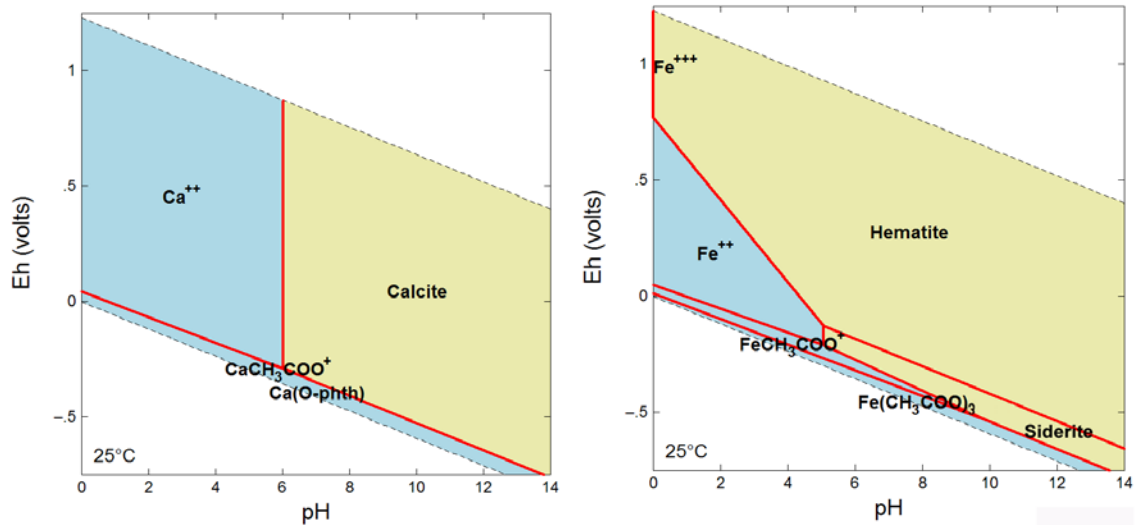 1
.5
0
–.5
Eh (volts)
Ca++
Calcite
CaCH3COO+
Ca(O-phth)
25°C
0 2 4 6 8 10 12 14
pH
1
.5
0
–.5
Eh (volts)
Fe+++
Fe++
Hematite
FeCH3COO+
Fe(CH3COO)3
Siderite
25°C
0 2 4 6 8 10 12 14
pH